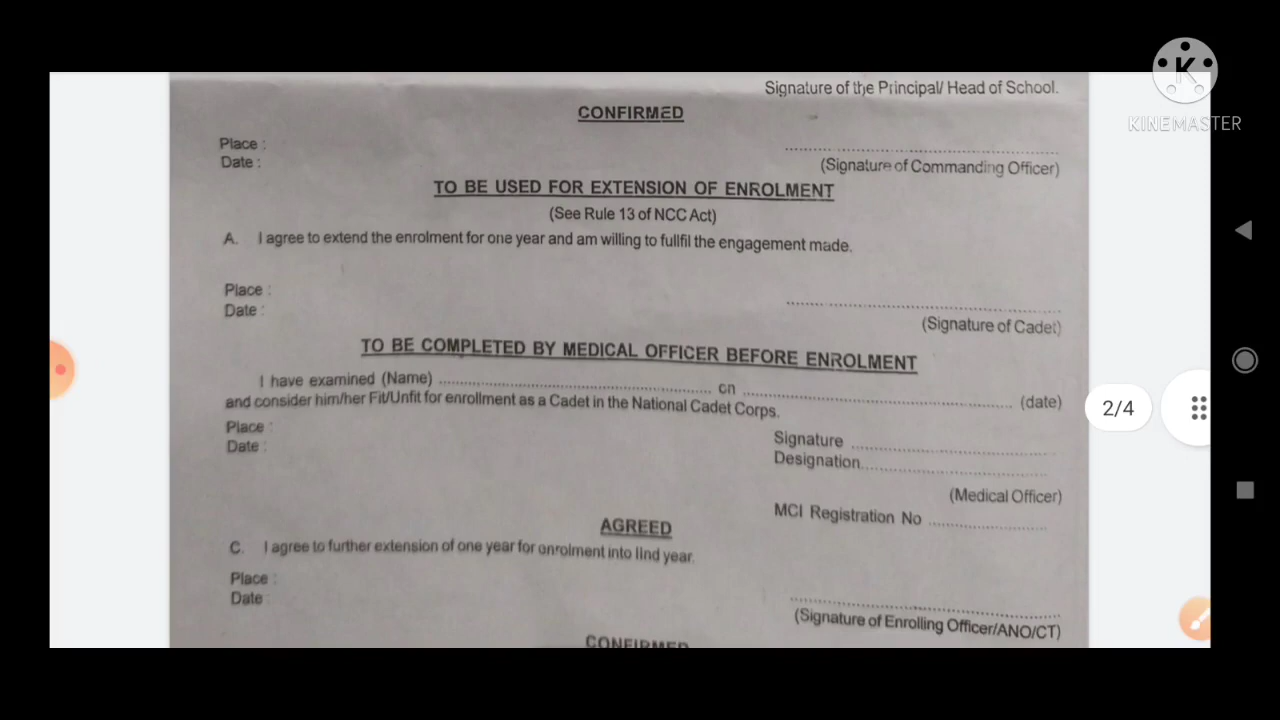 Signature of the Principal/ Head of School.
CONFIRMED
KINEMASTER
Place :
Date :
(Signature of Commanding Officer)
TO BE USED FOR EXTENSION OF ENROLMENT
(See Rule 13 of NCC Act)
A. I agree to extend the enrolment for one year and am willing to fullfil the engagement made.
Place :
Date :
(Signature of Cadet)
TO BE COMPLETED BY MEDICAL OFFICER BEFORE ENROLMENT
I have examined (Name) ........................ on ........................ (date)
and consider him/her Fit/Unfit for enrollment as a Cadet in the National Cadet Corps.
2/4
Place :
Date :
Signature ........................
Designation........................
(Medical Officer)
MCI Registration No ........................
AGREED
C. I agree to further extension of one year for enrolment into IInd year.
Place :
Date :
(Signature of Enrolling Officer/ANO/CT)
CONFIRMED